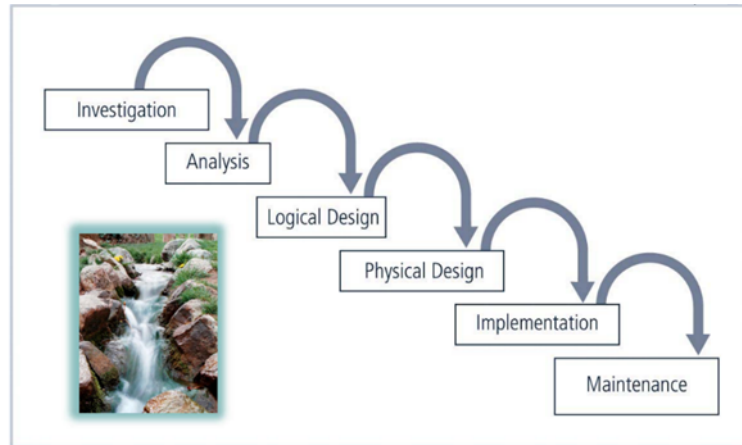 Investigation
Analysis
Logical Design
Physical Design
Implementation
Maintenance